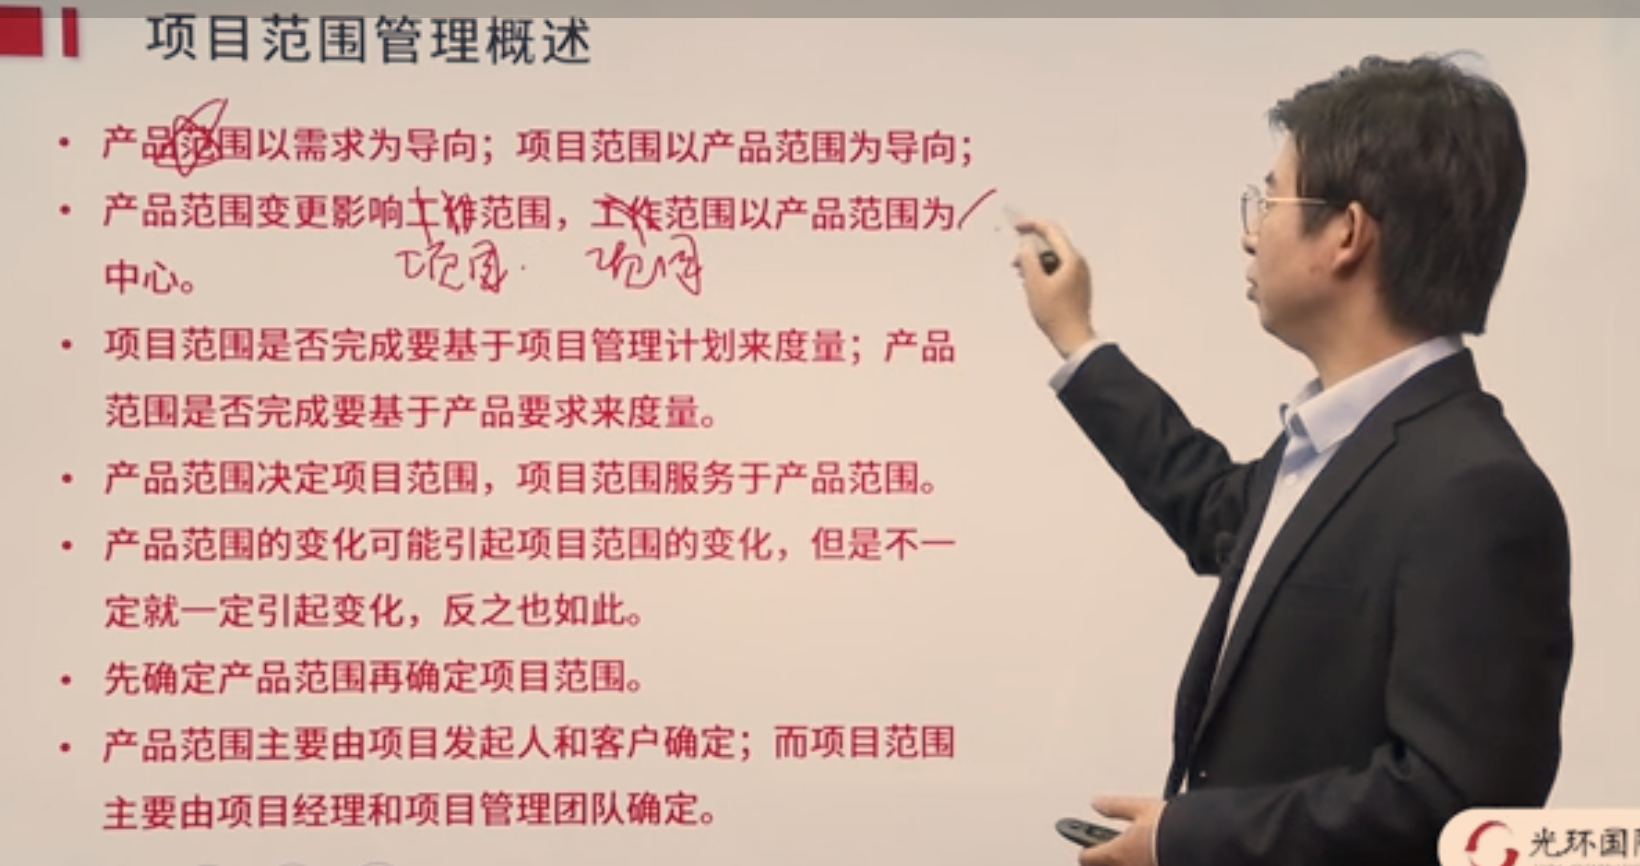 项目范围管理概述
• 产品范围以需求为导向；项目范围以产品范围为导向；
• 产品范围变更影响工作范围，工作范围以产品范围为
中心。
• 项目范围是否完成要基于项目管理计划来度量；产品
范围是否完成要基于产品要求来度量。
• 产品范围决定项目范围，项目范围服务于产品范围。
• 产品范围的变化可能引起项目范围的变化，但是不一
定就一定引起变化，反之也如此。
• 先确定产品范围再确定项目范围。
• 产品范围主要由项目发起人和客户确定；而项目范围
主要由项目经理和项目管理团队确定。
光环国